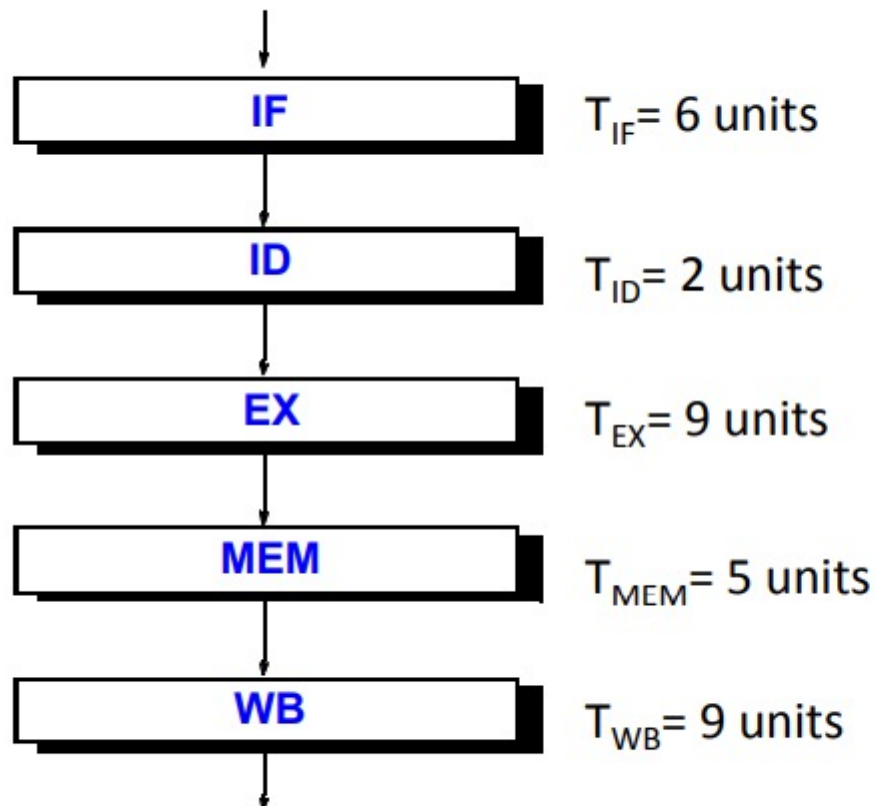 IF
T_IF= 6 units
ID
T_ID= 2 units
EX
T_EX= 9 units
MEM
T_MEM= 5 units
WB
T_WB= 9 units